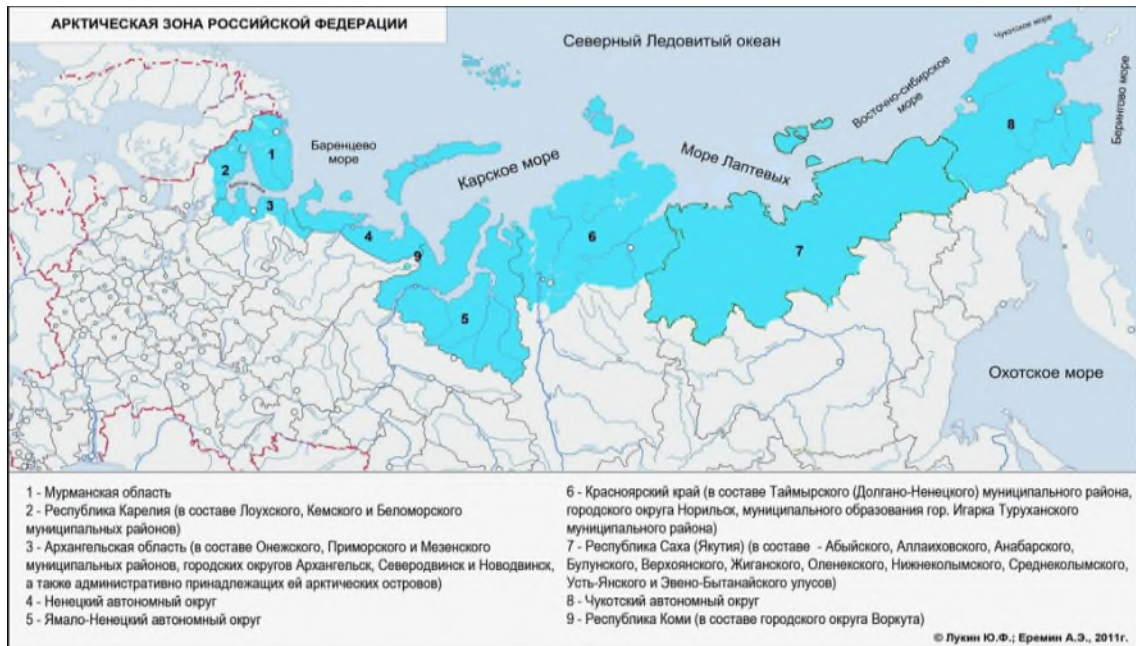 АРКТИЧЕСКАЯ ЗОНА РОССИЙСКОЙ ФЕДЕРАЦИИ
Северный Ледовитый океан
Чукотское море
Восточно-сибирское
море
Берингово море
Баренцево
море
Карское море
Море Лаптевых
Охотское море
1
2
3
4
9
5
6
7
8
1 - Мурманская область
2 - Республика Карелия (в составе Лоухского, Кемского и Беломорского
муниципальных районов)
3 - Архангельская область (в составе Онежского, Приморского и Мезенского
муниципальных районов, городских округов Архангельск, Северодвинск и Новодвинск,
а также административно принадлежащих ей арктических островов)
4 - Ненецкий автономный округ
5 - Ямало-Ненецкий автономный округ
6 - Красноярский край (в составе Таймырского (Долгано-Ненецкого) муниципального района,
городского округа Норильск, муниципального образования гор. Игарка Туруханского
муниципального района)
7 - Республика Саха (Якутия) (в составе - Абыйского, Аллаиховского, Анабарского,
Булунского, Верхоянского, Жиганского, Оленекского, Нижнеколымского, Среднеколымского,
Усть-Янского и Эвено-Бытанайского улусов)
8 - Чукотский автономный округ
9 - Республика Коми (в составе городского округа Воркута)
© Лукин Ю.Ф.; Еремин А.Э., 2011г.